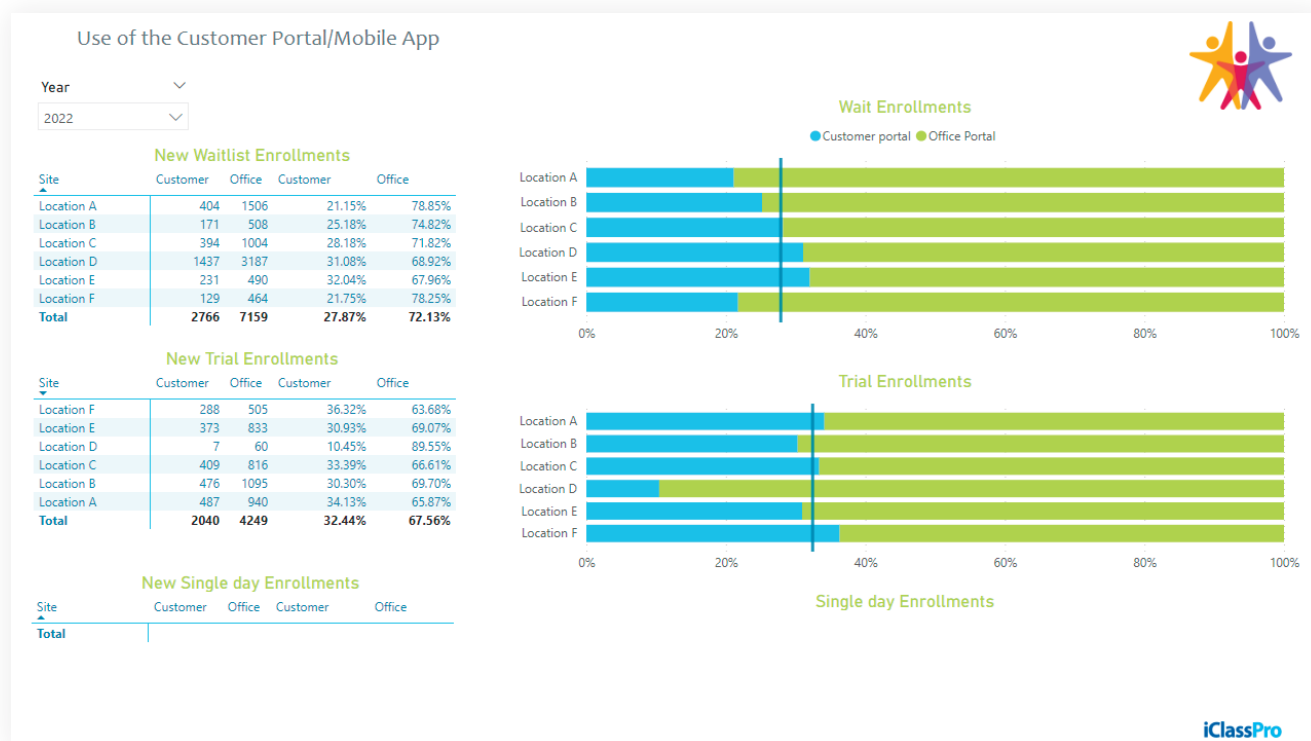 Use of the Customer Portal/Mobile App
Year
2022
New Waitlist Enrollments
Site Customer Office Customer Office
Location A 404 1506 21.15% 78.85%
Location B 171 508 25.18% 74.82%
Location C 394 1004 28.18% 71.82%
Location D 1437 3187 31.08% 68.92%
Location E 231 490 32.04% 67.96%
Location F 129 464 21.75% 78.25%
Total 2766 7159 27.87% 72.13%
New Trial Enrollments
Site Customer Office Customer Office
Location F 288 505 36.32% 63.68%
Location E 373 833 30.93% 69.07%
Location D 7 60 10.45% 89.55%
Location C 409 816 33.39% 66.61%
Location B 476 1095 30.30% 69.70%
Location A 487 940 34.13% 65.87%
Total 2040 4249 32.44% 67.56%
New Single day Enrollments
Site Customer Office Customer Office
Total
Wait Enrollments
Customer portal Office Portal
Location A
Location B
Location C
Location D
Location E
Location F
0% 20% 40% 60% 80% 100%
Trial Enrollments
Location A
Location B
Location C
Location D
Location E
Location F
0% 20% 40% 60% 80% 100%
Single day Enrollments
iClassPro